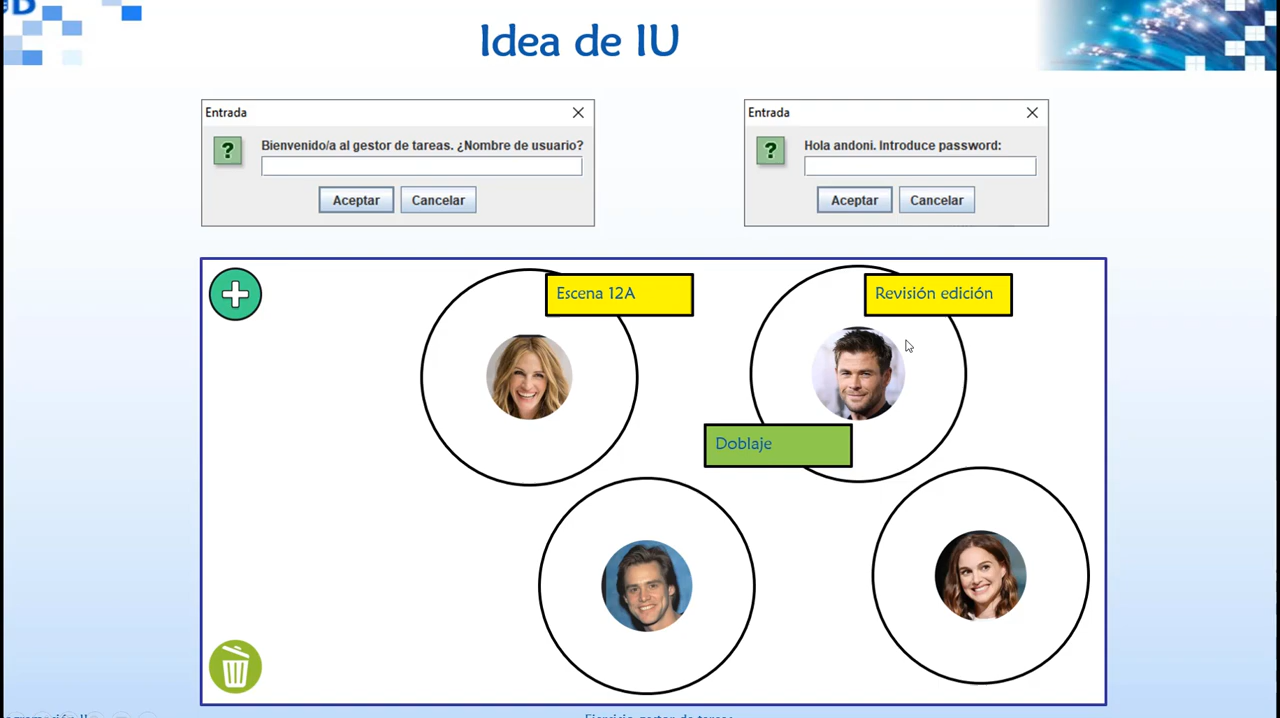 Idea de IU
Entrada
Bienvenido/a al gestor de tareas. ¿Nombre de usuario?
Aceptar
Cancelar
Entrada
Hola andoni. Introduce password:
Aceptar
Cancelar
Escena 12A
Revisión edición
Doblaje